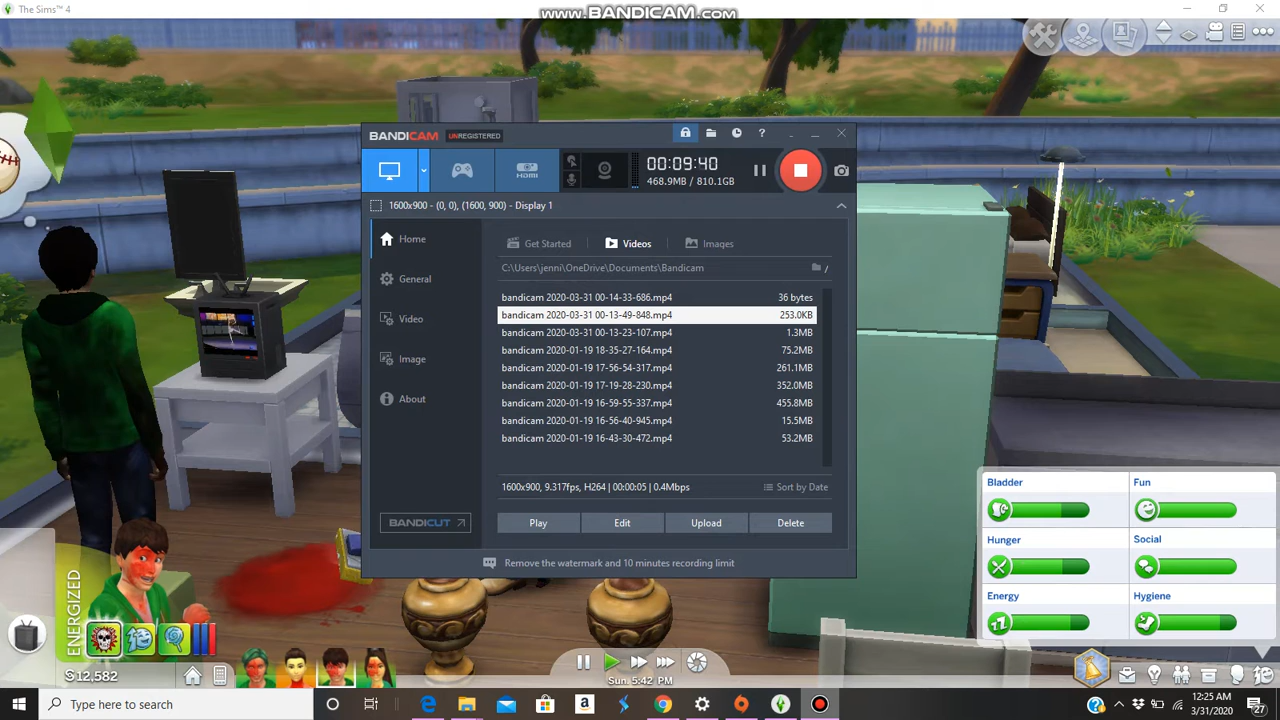 The Sims™ 4
www.BANDICAM.com
BANDICAM UNREGISTERED
00:09:40
468.9MB / 810.1GB
HDMI
1600x900 - (0, 0), (1600, 900) - Display 1
Home
General
Video
Image
About
BANDICUT
Get Started
Videos
Images
C:\Users\jenni\OneDrive\Documents\Bandicam
bandicam 2020-03-31 00-14-33-686.mp4 36 bytes
bandicam 2020-03-31 00-13-49-848.mp4 253.0KB
bandicam 2020-03-31 00-13-23-107.mp4 1.3MB
bandicam 2020-01-19 18-35-27-164.mp4 75.2MB
bandicam 2020-01-19 17-56-54-317.mp4 261.1MB
bandicam 2020-01-19 17-19-28-230.mp4 352.0MB
bandicam 2020-01-19 16-59-55-337.mp4 455.8MB
bandicam 2020-01-19 16-56-40-945.mp4 15.5MB
bandicam 2020-01-19 16-43-30-472.mp4 53.2MB
1600x900, 9.317fps, H264 | 00:00:05 | 0.4Mbps
Sort by Date
Play
Edit
Upload
Delete
Remove the watermark and 10 minutes recording limit
Bladder
Fun
Hunger
Social
Energy
Hygiene
ENERGIZED
§12,582
Sun. 5:42 PM
Type here to search
12:25 AM
3/31/2020
27